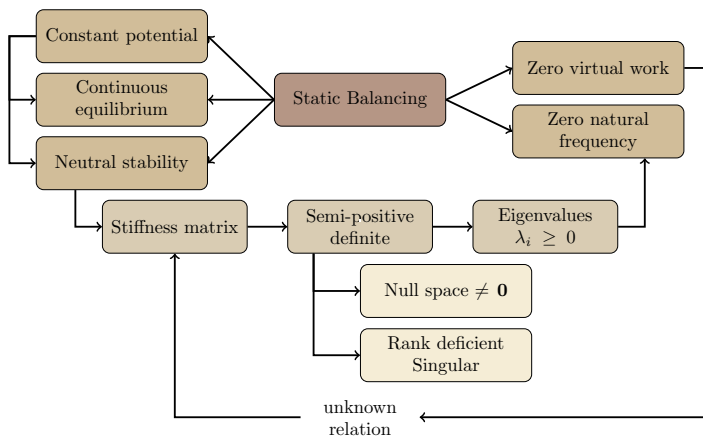 Constant potential
Continuous
equilibrium
Neutral stability
Static Balancing
Zero virtual work
Zero natural
frequency
Stiffness matrix
Semi-positive
definite
Eigenvalues
λᵢ ≥ 0
Null space ≠ 0
Rank deficient
Singular
unknown
relation